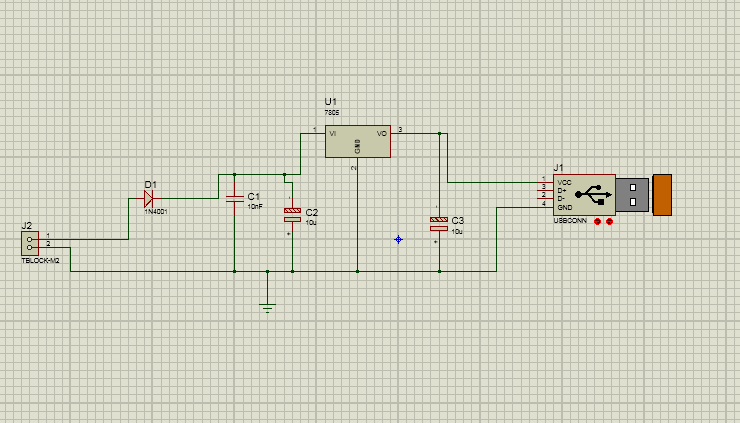 U1
7805
1
VI
VO
3
GND
2
D1
1N4001
C1
10nF
C2
10u
C3
10u
J1
1
VCC
3
D+
2
D-
4
GND
USBCONN
J2
1
2
TBLOCK-M2